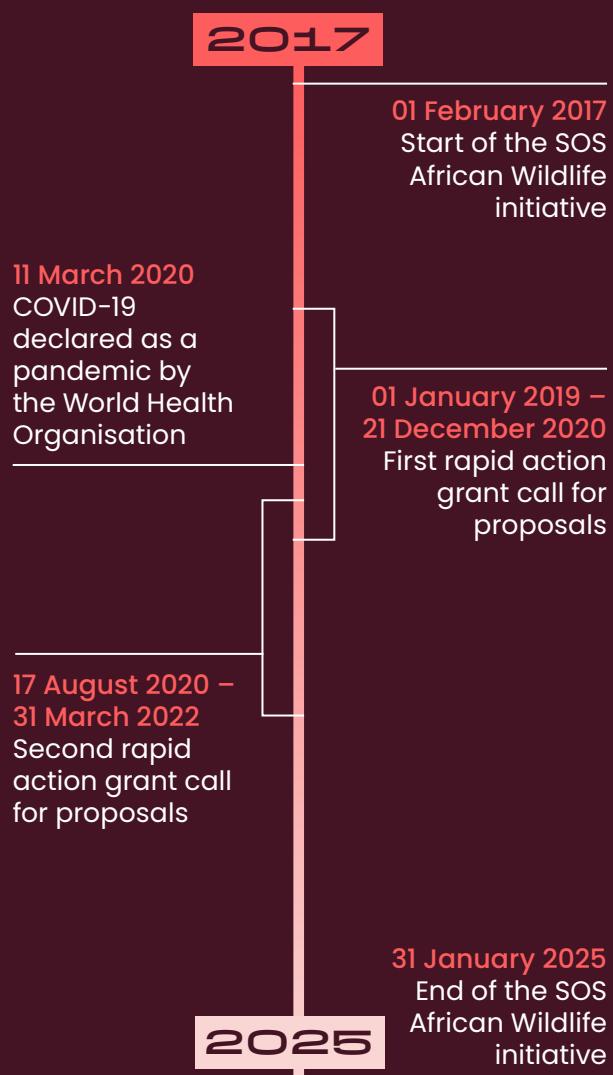 2017
01 February 2017
Start of the SOS
African Wildlife
initiative
11 March 2020
COVID-19
declared as a
pandemic by
the World Health
Organisation
01 January 2019 –
21 December 2020
First rapid action
grant call for
proposals
17 August 2020 –
31 March 2022
Second rapid
action grant call
for proposals
31 January 2025
End of the SOS
African Wildlife
initiative
2025